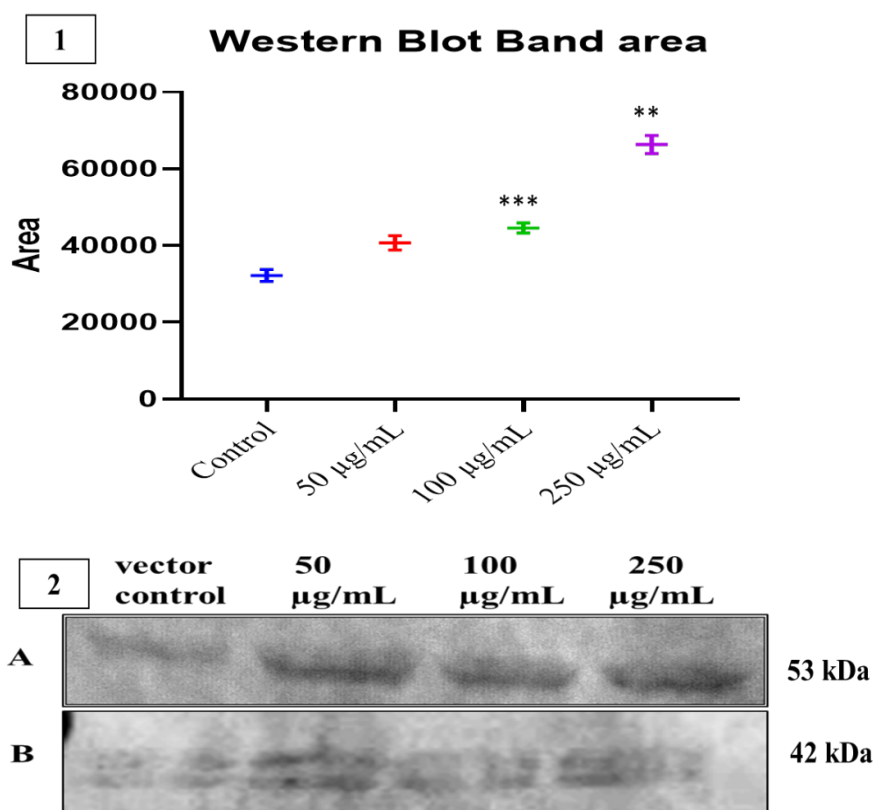 1
Western Blot Band area
80000
60000
40000
20000
0
Area
***
**
Control
50 µg/mL
100 µg/mL
250 µg/mL
2
vector control
50 µg/mL
100 µg/mL
250 µg/mL
A
53 kDa
B
42 kDa